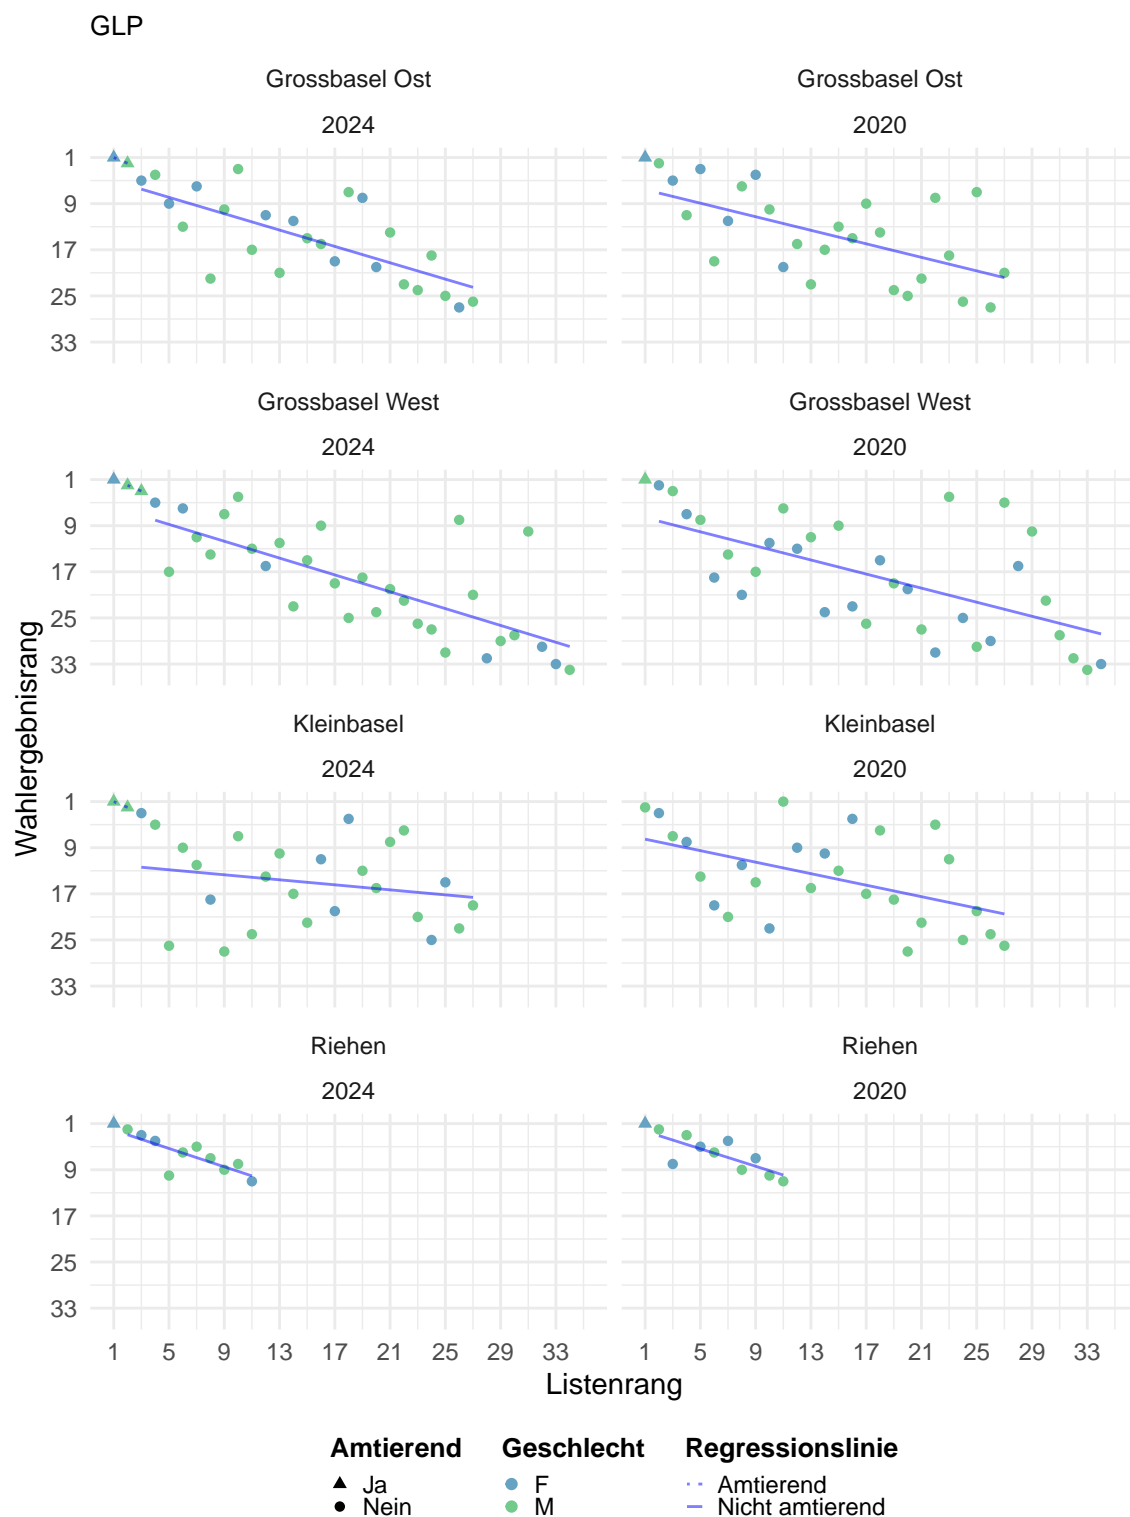 GLP
Grossbasel Ost
Grossbasel Ost
2024
2020
1
9
17
25
33
Grossbasel West
Grossbasel West
2024
2020
1
9
17
25
33
Kleinbasel
Kleinbasel
2024
2020
1
9
17
25
33
Riehen
Riehen
2024
2020
1
9
17
25
33
Wahlergebnisrang
1 5 9 13 17 21 25 29 33
1 5 9 13 17 21 25 29 33
Listenrang
Amtierend
Ja
Nein
Geschlecht
F
M
Regressionslinie
Amtierend
Nicht amtierend